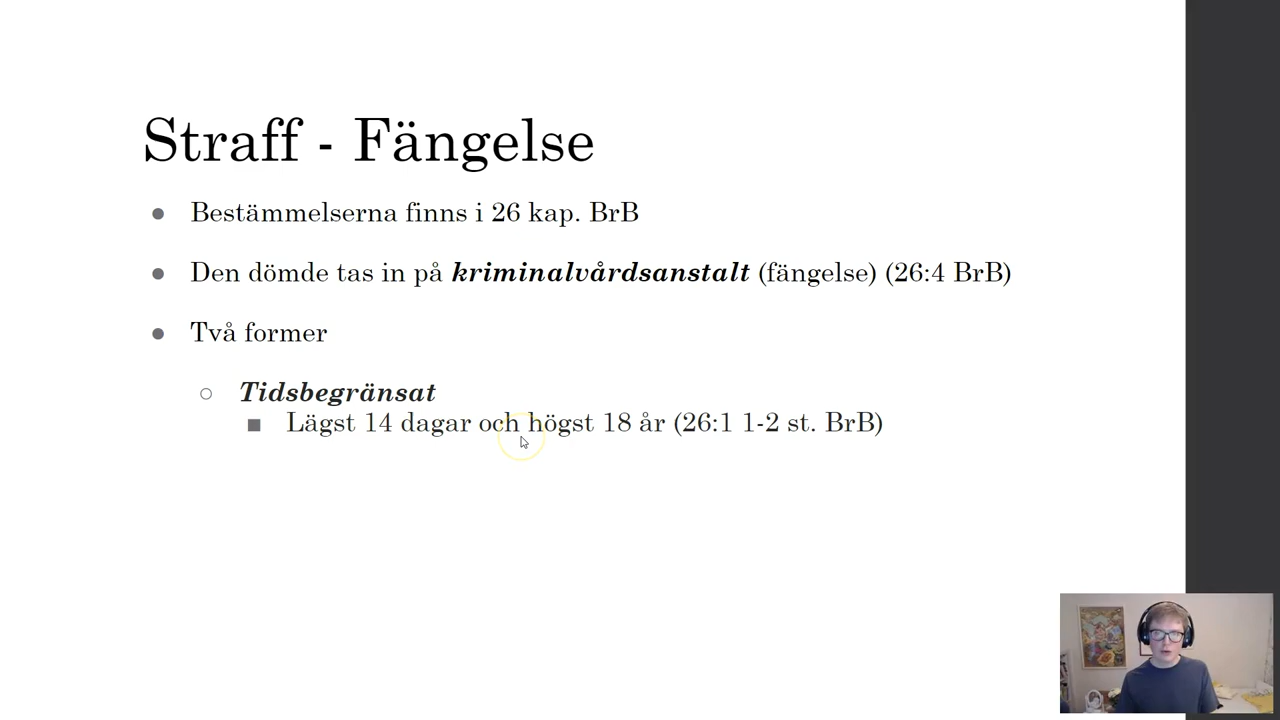 Straff - Fängelse
● Bestämmelserna finns i 26 kap. BrB
● Den dömde tas in på kriminalvårdsanstalt (fängelse) (26:4 BrB)
● Två former
○ Tidsbegränsat
■ Lägst 14 dagar och högst 18 år (26:1 1-2 st. BrB)